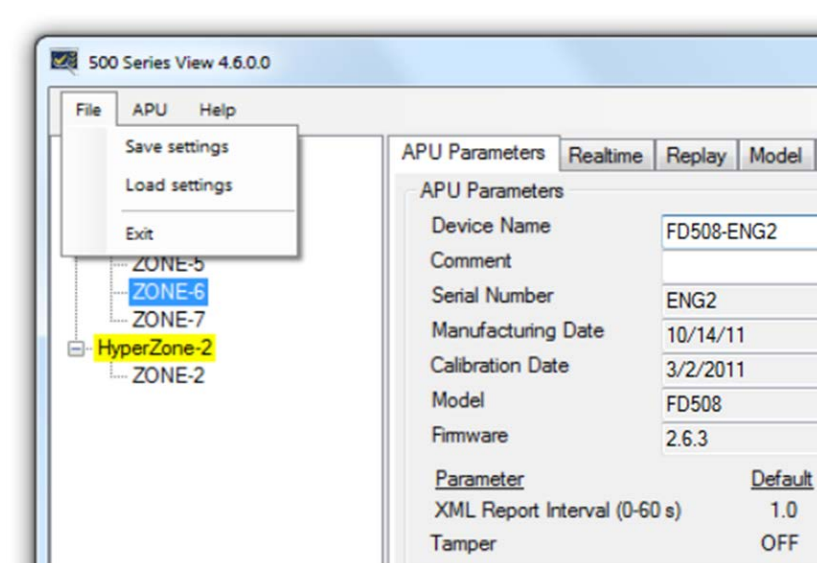 500 Series View 4.6.0.0
File APU Help
Save settings
Load settings
Exit
ZONE-5
ZONE-6
ZONE-7
HyperZone-2
ZONE-2
APU Parameters Realtime Replay Model
APU Parameters
Device Name FD508-ENG2
Comment
Serial Number ENG2
Manufacturing Date 10/14/11
Calibration Date 3/2/2011
Model FD508
Firmware 2.6.3
Parameter Default
XML Report Interval (0-60 s) 1.0
Tamper OFF